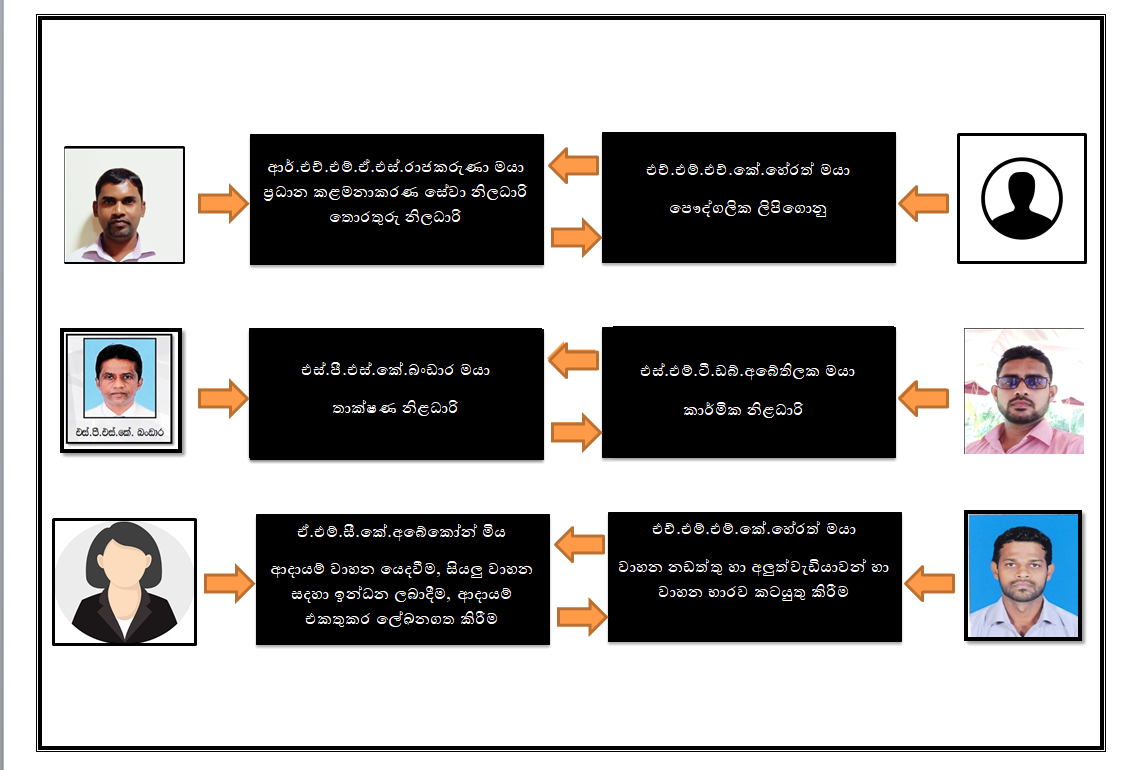 ආර්.එච්.එම්.ඒ.එස්.රාජකරුණා මයා
ප්‍රධාන කළමනාකරණ සේවා නිලධාරි
තොරතුරු නිලධාරි
එච්.එම්.එච්.කේ.හේරත් මයා
පෞද්ගලික ලිපිගොනු
එස්.පී.එස්.කේ. බංඩාර
එස්.පී.එස්.කේ.බංඩාර මයා
තාක්ෂණ නිළධාරි
එස්.එම්.ටී.ඩබ්.අබේතිලක මයා
කාර්මික නිළධාරි
ඒ.එම්.සී.කේ.අබේකෝන් මිය
ආදායම් වාහන යෙදවීම, සියලු වාහන
සදහා ඉන්ධන ලබාදීම, ආදායම්
එකතුකර ලේඛනගත කිරීම
එච්.එම්.එම්.කේ.හේරත් මයා
වාහන නඩත්තු හා අලුත්වැඩියාවන් හා
වාහන භාරව කටයුතු කිරීම